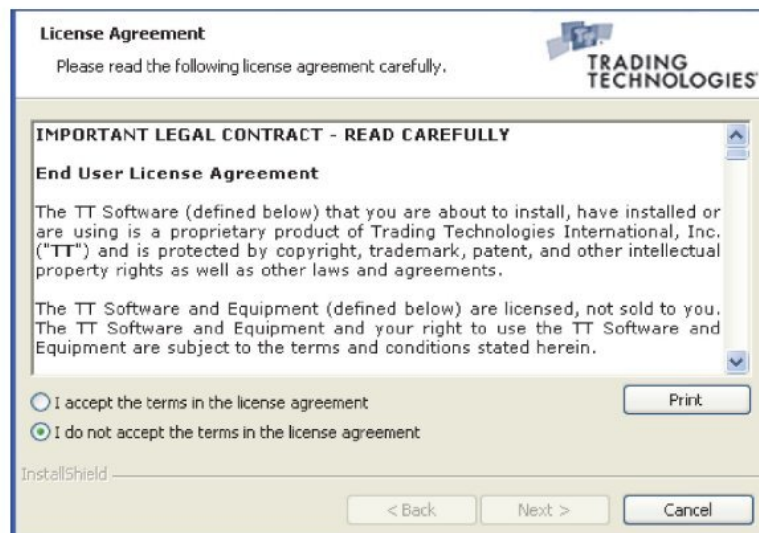 License Agreement
Please read the following license agreement carefully.
TRADING
TECHNOLOGIES®
IMPORTANT LEGAL CONTRACT - READ CAREFULLY
End User License Agreement
The TT Software (defined below) that you are about to install, have installed or
are using is a proprietary product of Trading Technologies International, Inc.
("TT") and is protected by copyright, trademark, patent, and other intellectual
property rights as well as other laws and agreements.
The TT Software and Equipment (defined below) are licensed, not sold to you.
The TT Software and Equipment and your right to use the TT Software and
Equipment are subject to the terms and conditions stated herein.
I accept the terms in the license agreement
Print
I do not accept the terms in the license agreement
InstallShield
< Back
Next >
Cancel